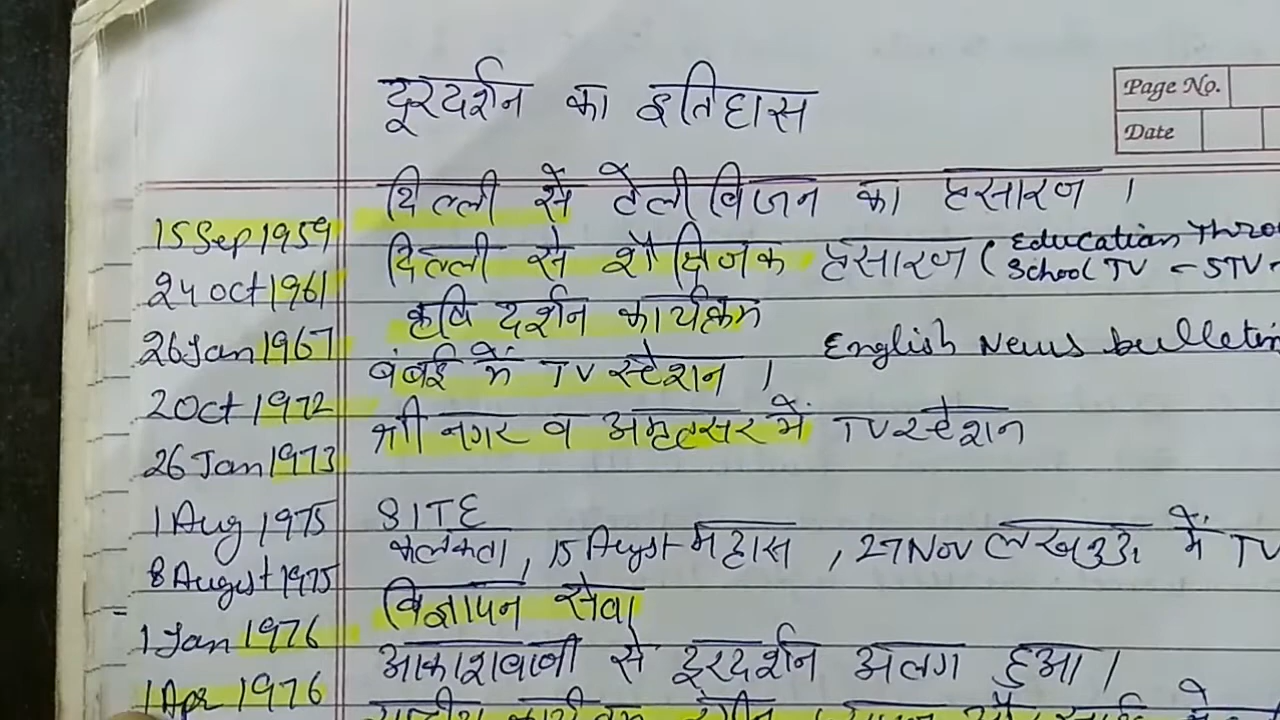 दूरदर्शन का इतिहास
Page No.
Date
15 Sep 1959 दिल्ली से टेलीविजन का प्रसारण ।
24 oct 1961 दिल्ली से शैक्षिणक प्रसारण ( Education Thro
School TV - STV -
26 Jan 1967 कृषि दर्शन कार्यक्रम English News bulletin
2 Oct 1972 बंबई में TV स्टेशन ।
26 Jan 1973 श्री नगर व अमृतसर में TV स्टेशन
1 Aug 1975 SITE
8 August 1975 कलकता, 15 August मद्रास , 27 Nov लखनऊ में TV
1 Jan 1976 विज्ञापन सेवा
1 Apr 1976 आकाशवाणी से दूरदर्शन अलग हुआ ।